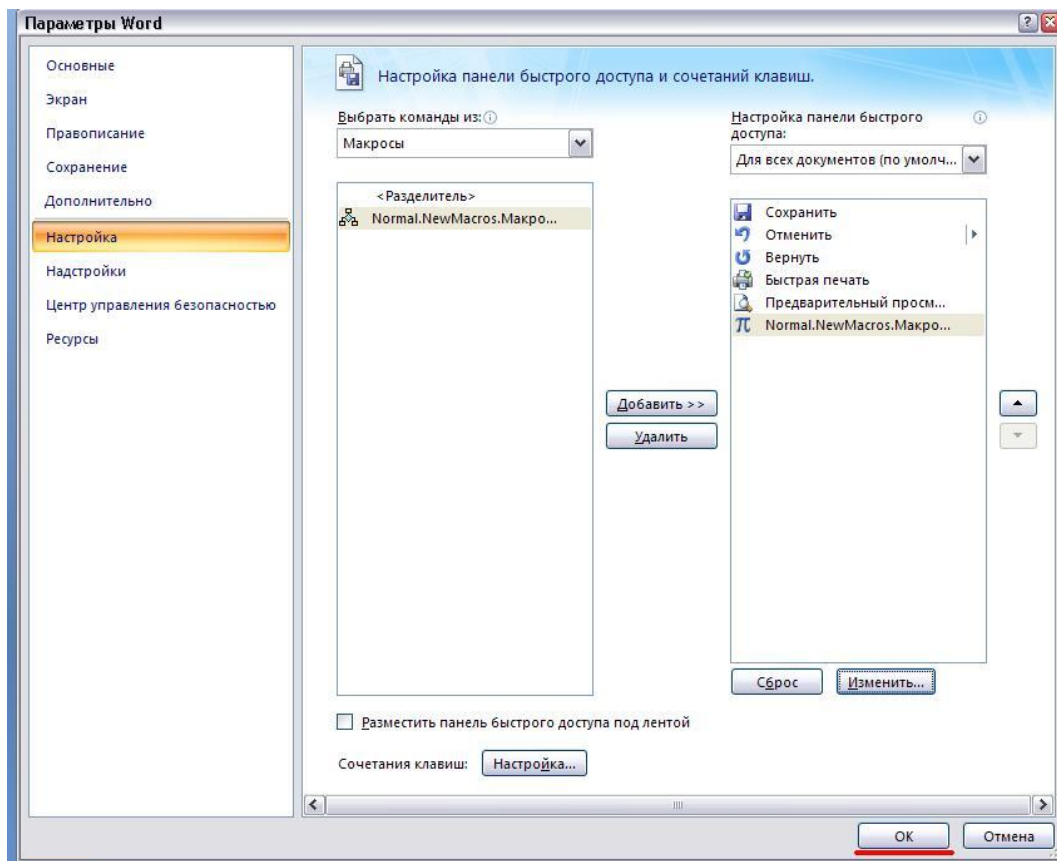 Параметры Word
Основные
Экран
Правописание
Сохранение
Дополнительно
Настройка
Надстройки
Центр управления безопасностью
Ресурсы
Настройка панели быстрого доступа и сочетаний клавиш.
Выбрать команды из:
Макросы
<Разделитель>
Normal.NewMacros.Макро...
Добавить >>
Удалить
Настройка панели быстрого
доступа:
Для всех документов (по умолч...
Сохранить
Отменить
Вернуть
Быстрая печать
Предварительный просм...
π Normal.NewMacros.Макро...
Сброс
Изменить...
Разместить панель быстрого доступа под лентой
Сочетания клавиш: Настройка...
ОК
Отмена